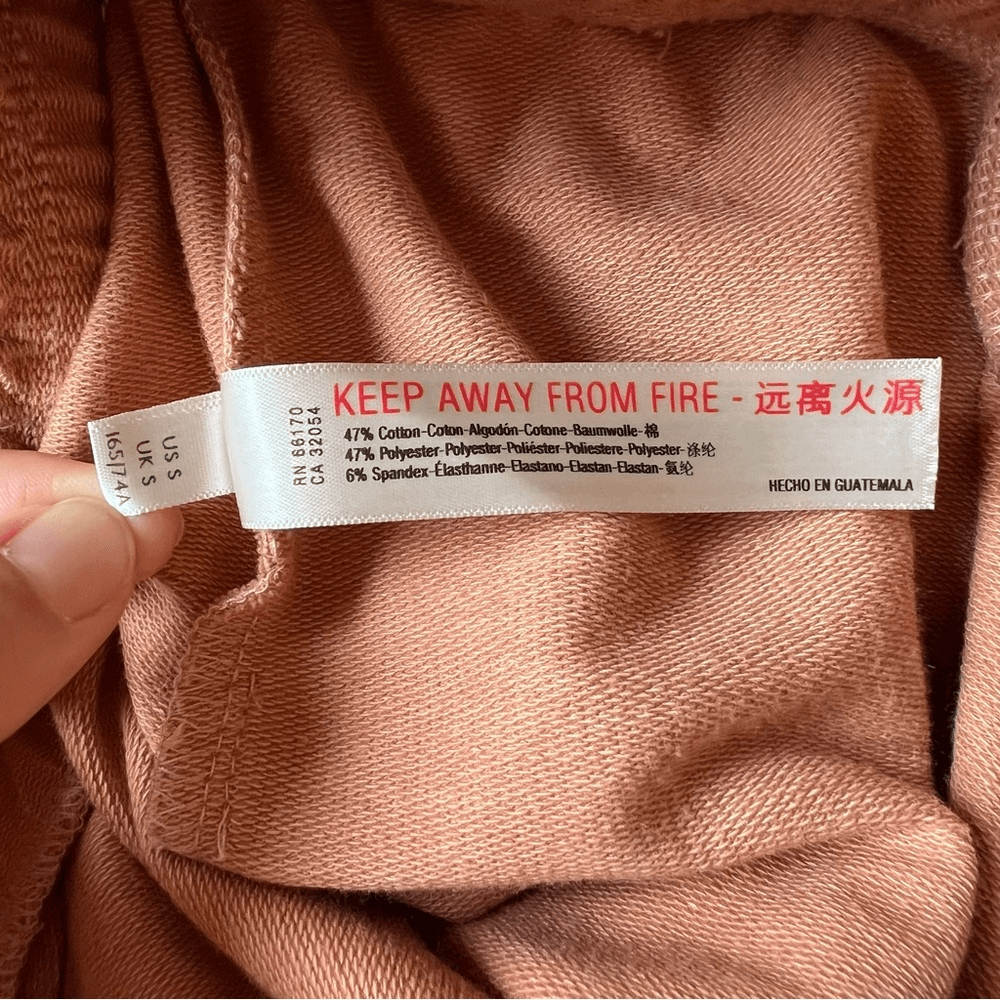 KEEP AWAY FROM FIRE - 远离火源
47% Cotton-Coton-Algodón-Cotone-Baumwolle-棉
47% Polyester-Polyester-Poliéster-Poliestere-Polyester-涤纶
6% Spandex-Élasthanne-Elastano-Elastan-Elastan-氨纶
HECHO EN GUATEMALA
RN 66170
CA 32054
US S
UK S
165/74A